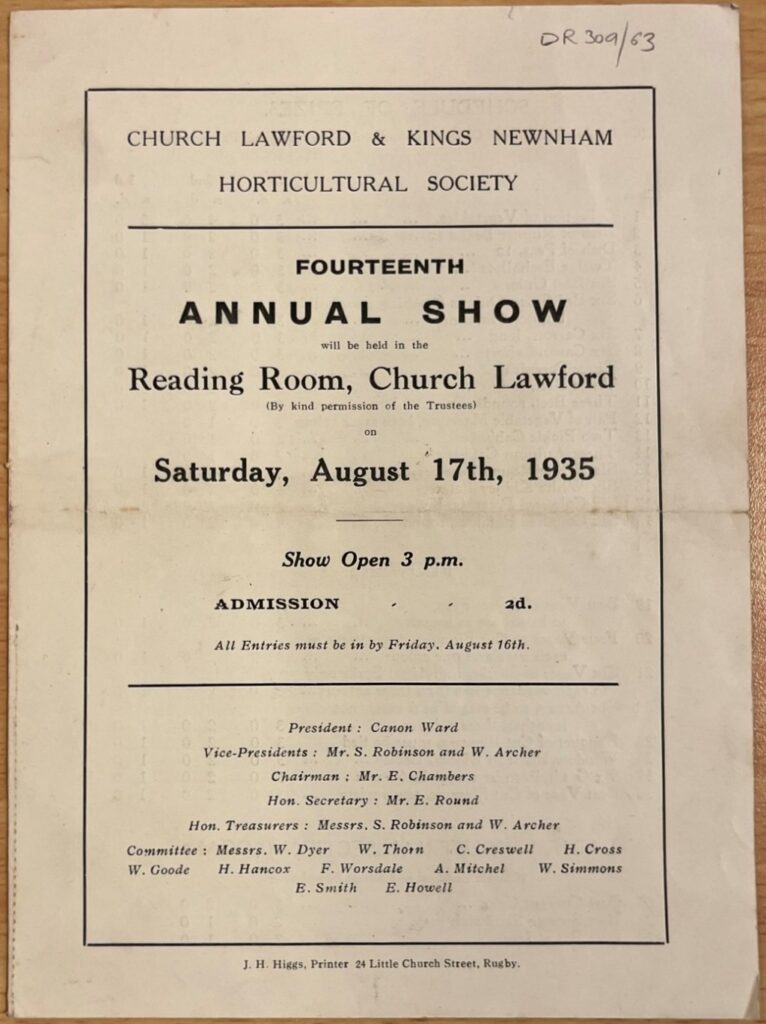 DR 309/63
CHURCH LAWFORD & KINGS NEWNHAM
HORTICULTURAL SOCIETY
FOURTEENTH
ANNUAL SHOW
will be held in the
Reading Room, Church Lawford
(By kind permission of the Trustees)
on
Saturday, August 17th, 1935
Show Open 3 p.m.
ADMISSION - - 2d.
All Entries must be in by Friday, August 16th.
President : Canon Ward
Vice-Presidents : Mr. S. Robinson and W. Archer
Chairman : Mr. E. Chambers
Hon. Secretary : Mr. E. Round
Hon. Treasurers : Messrs. S. Robinson and W. Archer
Committee : Messrs. W. Dyer W. Thorn C. Creswell H. Cross
W. Goode H. Hancox F. Worsdale A. Mitchel W. Simmons
E. Smith E. Howell
J. H. Higgs, Printer 24 Little Church Street, Rugby.